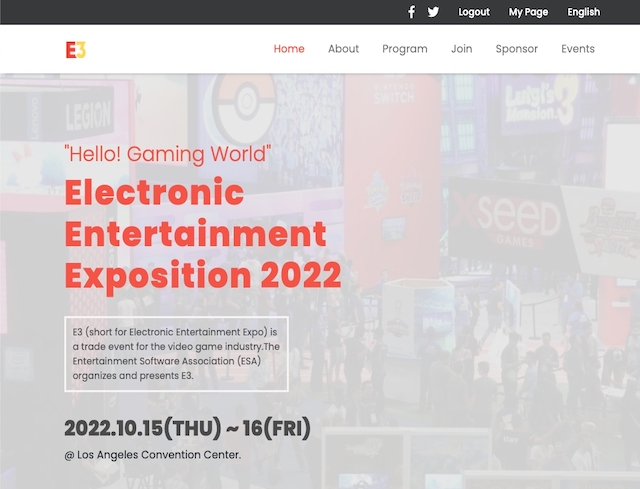 Logout My Page English
E3 Home About Program Join Sponsor Events
LEGION
Lenovo
NINTENDO
SWITCH
Luigi's
Mansion 3
XSEED
GAMES
"Hello! Gaming World"
Electronic
Entertainment
Exposition 2022
E3 (short for Electronic Entertainment Expo) is
a trade event for the video game industry.The
Entertainment Software Association (ESA)
organizes and presents E3.
2022.10.15(THU) ~ 16(FRI)
@ Los Angeles Convention Center.